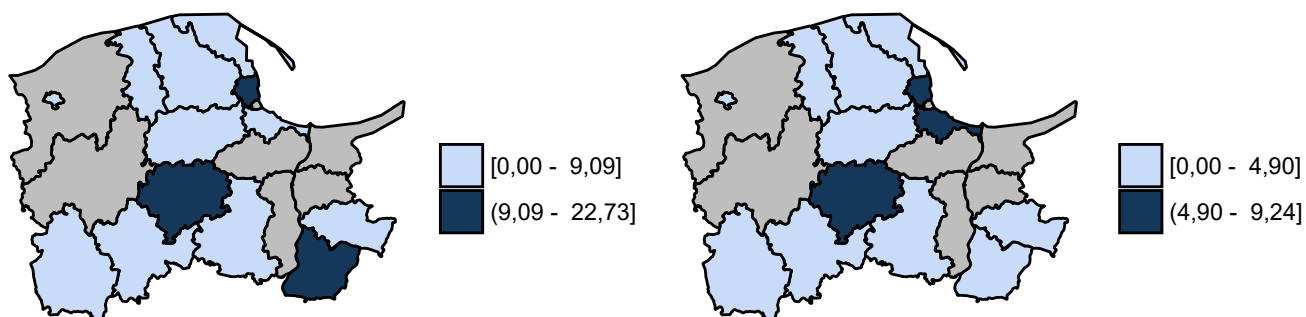 [0,00 - 9,09]
(9,09 - 22,73]
[0,00 - 4,90]
(4,90 - 9,24]